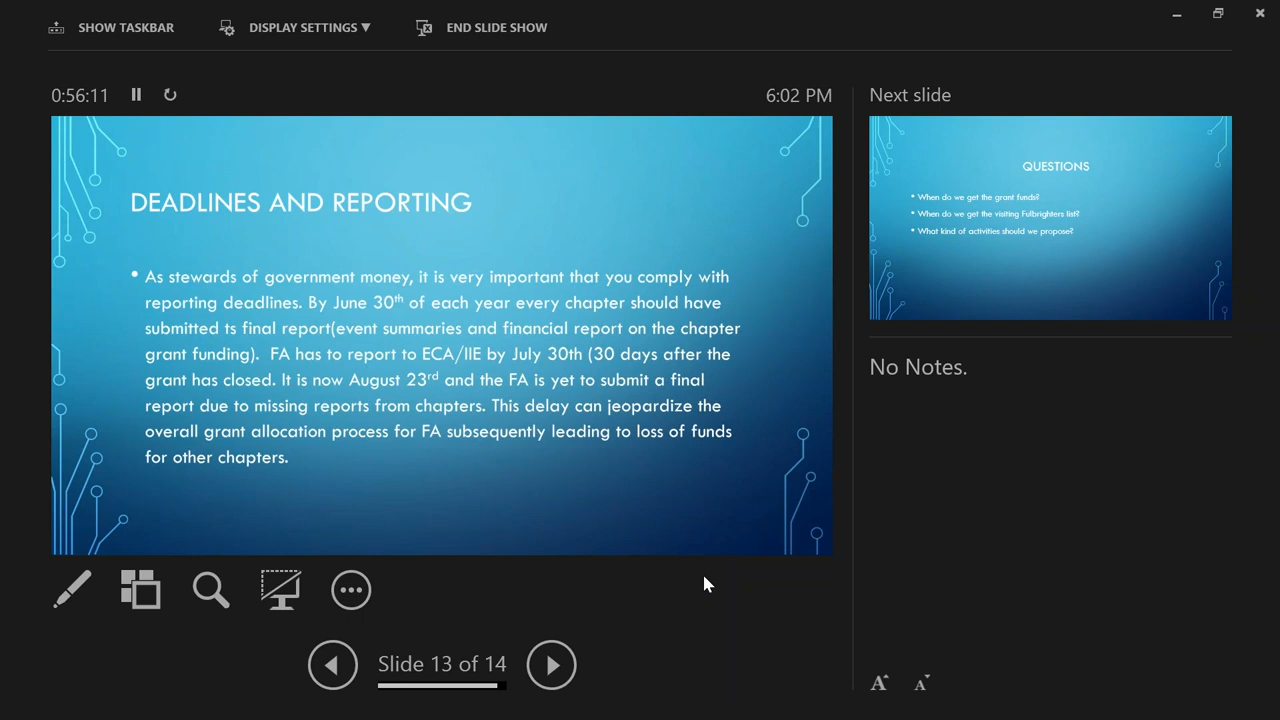 SHOW TASKBAR
DISPLAY SETTINGS ▼
END SLIDE SHOW
0:56:11
6:02 PM
DEADLINES AND REPORTING
• As stewards of government money, it is very important that you comply with
reporting deadlines. By June 30th of each year every chapter should have
submitted ts final report(event summaries and financial report on the chapter
grant funding).  FA has to report to ECA/IIE by July 30th (30 days after the
grant has closed. It is now August 23rd and the FA is yet to submit a final
report due to missing reports from chapters. This delay can jeopardize the
overall grant allocation process for FA subsequently leading to loss of funds
for other chapters.
Slide 13 of 14
Next slide
QUESTIONS
• When do we get the grant funds?
• When do we get the visiting Fulbrighters list?
• What kind of activities should we propose?
No Notes.
A A